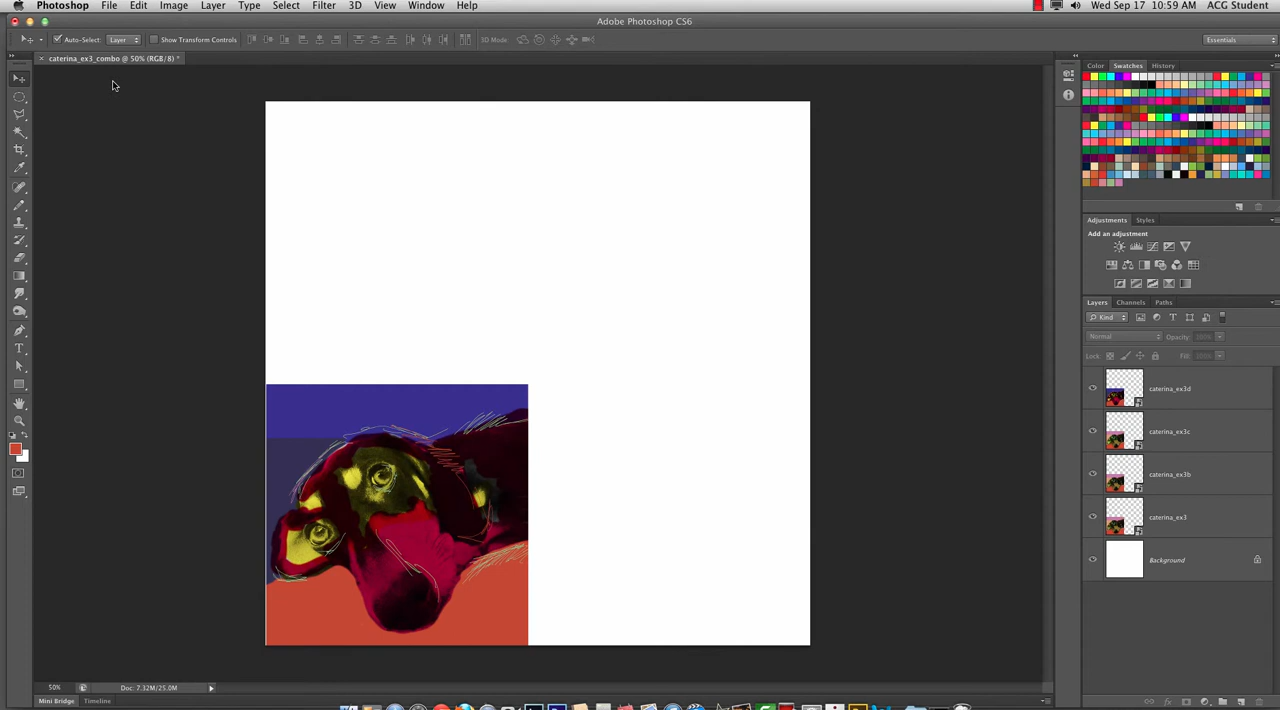 Photoshop File Edit Image Layer Type Select Filter 3D View Window Help Wed Sep 17 10:59 AM ACG Student
Adobe Photoshop CS6
Auto-Select: Layer Show Transform Controls 3D Mode: Essentials
caterina_ex3_combo @ 50% (RGB/8) *
Color Swatches History
Adjustments Styles
Add an adjustment
Layers Channels Paths
Kind
Normal Opacity: 100%
Lock: Fill: 100%
caterina_ex3d
caterina_ex3c
caterina_ex3b
caterina_ex3
Background
50% Doc: 7.32M/25.0M
Mini Bridge Timeline